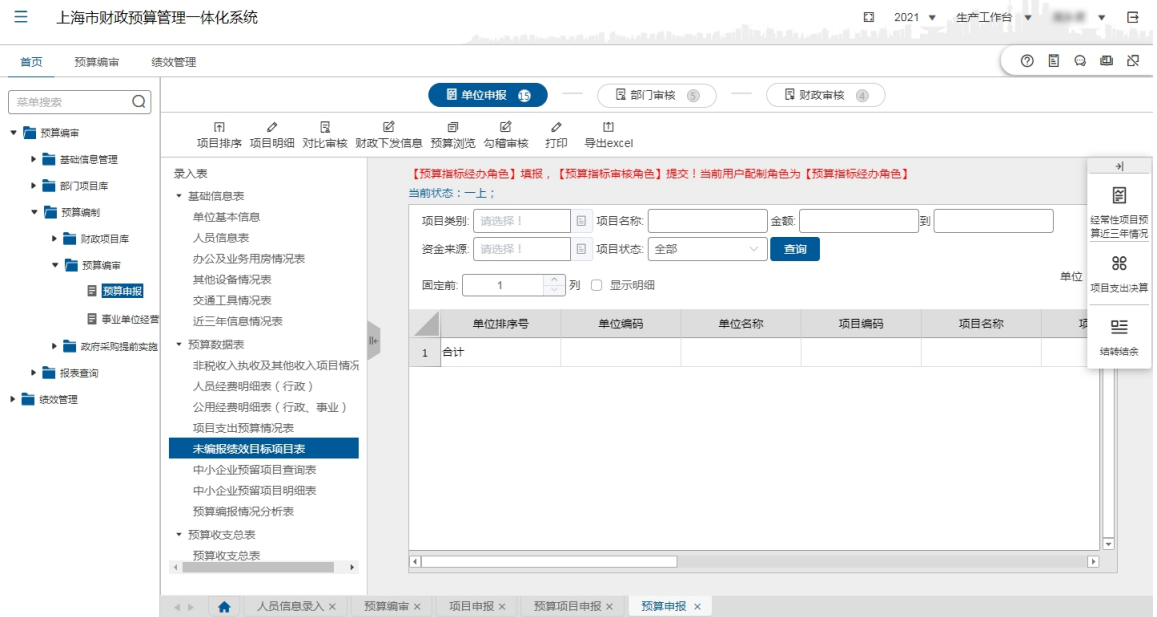 上海市财政预算管理一体化系统
2021 ▼ 生产工作台 ▼
首页 预算编审 绩效管理
菜单搜索
预算编审
基础信息管理
部门项目库
预算编制
财政项目库
预算编审
预算申报
事业单位经营
政府采购提前实施
报表查询
绩效管理
单位申报 15 部门审核 5 财政审核 4
项目排序 项目明细 对比审核 财政下发信息 预算浏览 勾稽审核 打印 导出excel
录入表
基础信息表
单位基本信息
人员信息表
办公及业务用房情况表
其他设备情况表
交通工具情况表
近三年信息情况表
预算数据表
非税收入执收及其他收入项目情况
人员经费明细表（行政）
公用经费明细表（行政、事业）
项目支出预算情况表
未编报绩效目标项目表
中小企业预留项目查询表
中小企业预留项目明细表
预算编报情况分析表
预算收支总表
预算收支总表
【预算指标经办角色】填报，【预算指标审核角色】提交！当前用户配制角色为【预算指标经办角色】
当前状态：一上；
项目类别: 请选择！ 项目名称: 金额: 到
资金来源: 请选择！ 项目状态: 全部 查询
固定前: 1 列 显示明细 单位
单位排序号 单位编码 单位名称 项目编码 项目名称 项
1 合计
经常性项目预
算近三年情况
项目支出决算
结转结余
人员信息录入 × 预算编审 × 项目申报 × 预算项目申报 × 预算申报 ×